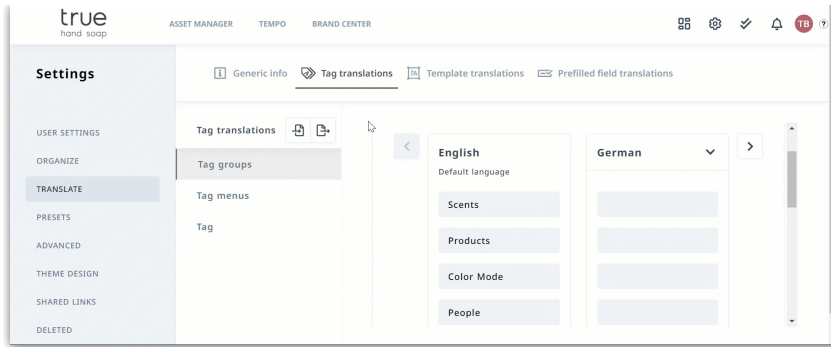 true
hand soap
ASSET MANAGER TEMPO BRAND CENTER
TB ?
Settings
Generic info Tag translations TA Template translations Prefilled field translations
USER SETTINGS
ORGANIZE
TRANSLATE
PRESETS
ADVANCED
THEME DESIGN
SHARED LINKS
DELETED
Tag translations
Tag groups
Tag menus
Tag
English
Default language
Scents
Products
Color Mode
People
German